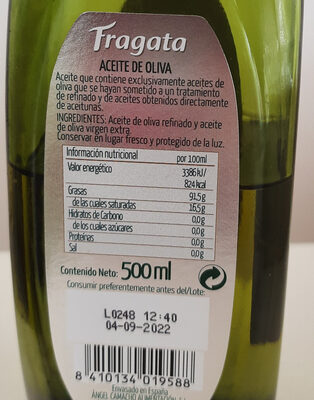 Fragata
ACEITE DE OLIVA
Aceite que contiene exclusivamente aceites de
oliva que se hayan sometido a un tratamiento
de refinado y de aceites obtenidos directamente
de aceitunas.
INGREDIENTES: Aceite de oliva refinado y aceite
de oliva virgen extra.
Conservar en lugar fresco y protegido de la luz.
Información nutricional por 100ml
Valor energético 3386 kJ/
824 kcal
Grasas 91,5g
de las cuales saturadas 16,5g
Hidratos de Carbono 0,0g
de los cuales azúcares 0,0g
Proteínas 0,0g
Sal 0,0g
Contenido Neto: 500ml
Consumir preferentemente antes del/Lote:
L0248 12:40
04-09-2022
8 410134 019588
Envasado en España
ÁNGEL CAMACHO ALIMENTACIÓN, S.L.